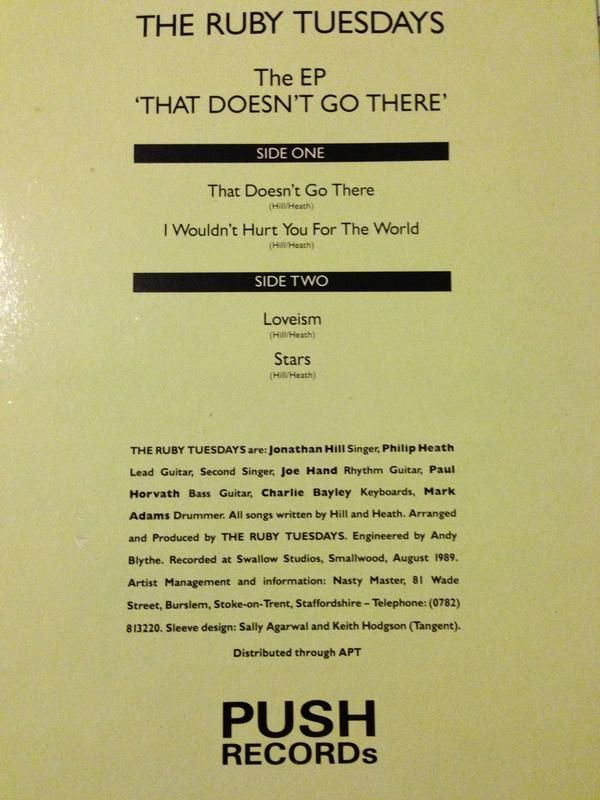 THE RUBY TUESDAYS
The EP
‘THAT DOESN’T GO THERE’
SIDE ONE
That Doesn’t Go There
(Hill/Heath)
I Wouldn’t Hurt You For The World
(Hill/Heath)
SIDE TWO
Loveism
(Hill/Heath)
Stars
(Hill/Heath)
THE RUBY TUESDAYS are: Jonathan Hill Singer, Philip Heath
Lead Guitar, Second Singer, Joe Hand Rhythm Guitar, Paul
Horvath Bass Guitar, Charlie Bayley Keyboards, Mark
Adams Drummer. All songs written by Hill and Heath. Arranged
and Produced by THE RUBY TUESDAYS. Engineered by Andy
Blythe. Recorded at Swallow Studios, Smallwood, August 1989.
Artist Management and information: Nasty Master, 81 Wade
Street, Burslem, Stoke-on-Trent, Staffordshire – Telephone: (0782)
813220. Sleeve design: Sally Agarwal and Keith Hodgson (Tangent).
Distributed through APT
PUSH
RECORDs